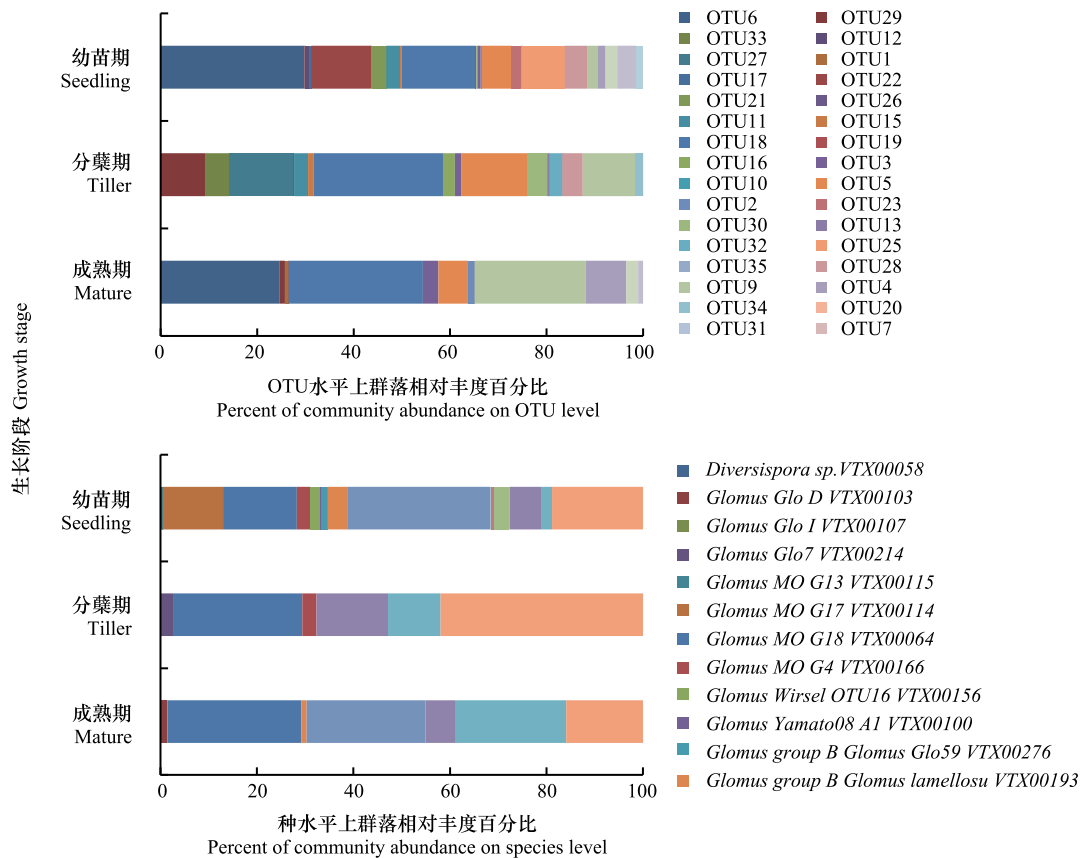 幼苗期
Seedling
分蘖期
Tiller
成熟期
Mature
0 20 40 60 80 100
OTU水平上群落相对丰度百分比
Percent of community abundance on OTU level
OTU6 OTU29
OTU33 OTU12
OTU27 OTU1
OTU17 OTU22
OTU21 OTU26
OTU11 OTU15
OTU18 OTU19
OTU16 OTU3
OTU10 OTU5
OTU2 OTU23
OTU30 OTU13
OTU32 OTU25
OTU35 OTU28
OTU9 OTU4
OTU34 OTU20
OTU31 OTU7
生长阶段 Growth stage
幼苗期
Seedling
分蘖期
Tiller
成熟期
Mature
0 20 40 60 80 100
种水平上群落相对丰度百分比
Percent of community abundance on species level
Diversispora sp.VTX00058
Glomus Glo D VTX00103
Glomus Glo I VTX00107
Glomus Glo7 VTX00214
Glomus MO G13 VTX00115
Glomus MO G17 VTX00114
Glomus MO G18 VTX00064
Glomus MO G4 VTX00166
Glomus Wirsel OTU16 VTX00156
Glomus Yamato08 A1 VTX00100
Glomus group B Glomus Glo59 VTX00276
Glomus group B Glomus lamellosu VTX00193